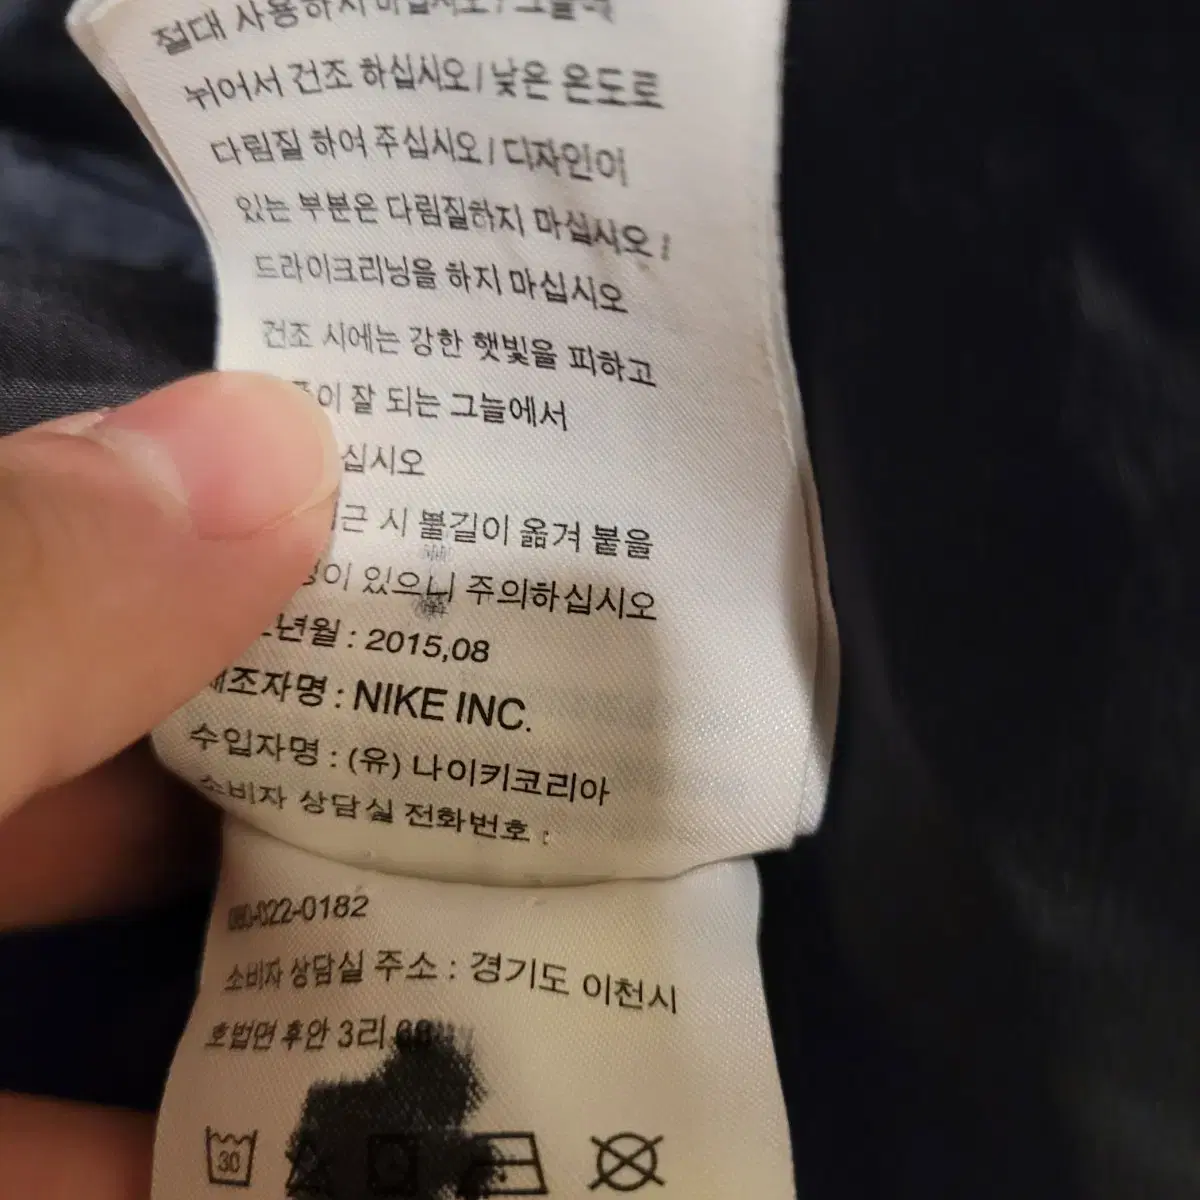 절대 사용하지 마십시오 / 그늘에
뉘어서 건조 하십시오 / 낮은 온도로
다림질 하여 주십시오 / 디자인이
있는 부분은 다림질하지 마십시오 /
드라이크리닝을 하지 마십시오
건조 시에는 강한 햇빛을 피하고
이 잘 되는 그늘에서
십시오
근 시 불길이 옮겨 붙을
이 있으니 주의하십시오
년월 : 2015,08
제조자명 : NIKE INC.
수입자명 : (유) 나이키코리아
소비자 상담실 전화번호 :
080-022-0182
소비자 상담실 주소 : 경기도 이천시
호법면 후안 3리
30